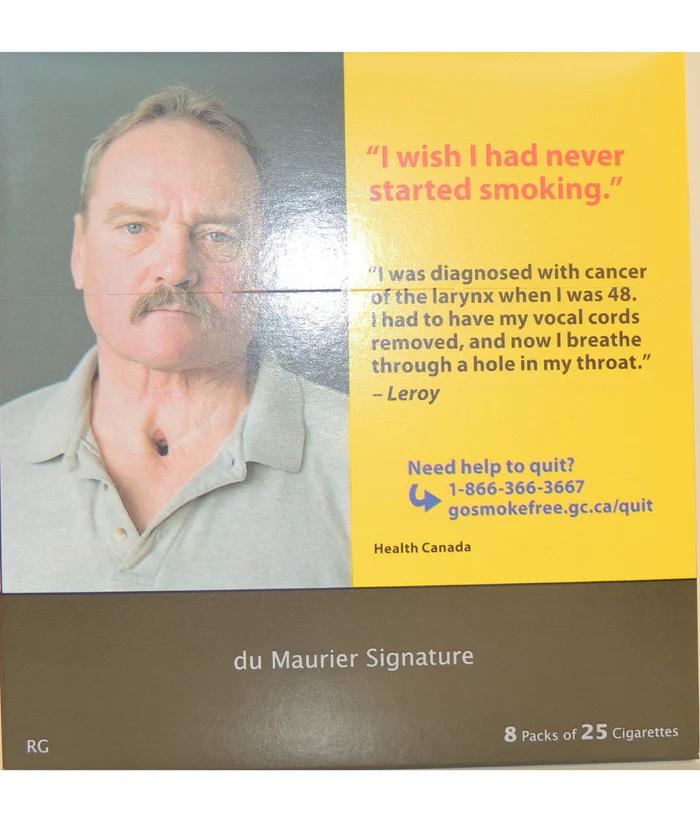 “I wish I had never
started smoking.”
“I was diagnosed with cancer
of the larynx when I was 48.
I had to have my vocal cords
removed, and now I breathe
through a hole in my throat.”
– Leroy
Need help to quit?
1-866-366-3667
gosmokefree.gc.ca/quit
Health Canada
du Maurier Signature
RG
8 Packs of 25 Cigarettes